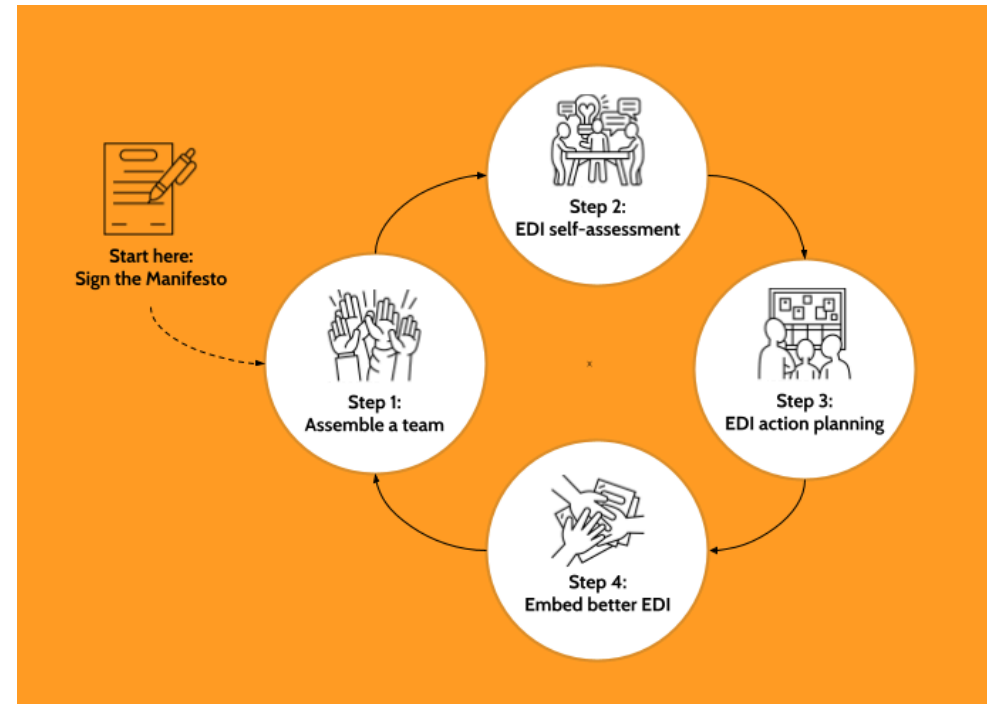 Start here:
Sign the Manifesto
Step 1:
Assemble a team
Step 2:
EDI self-assessment
Step 3:
EDI action planning
Step 4:
Embed better EDI
x